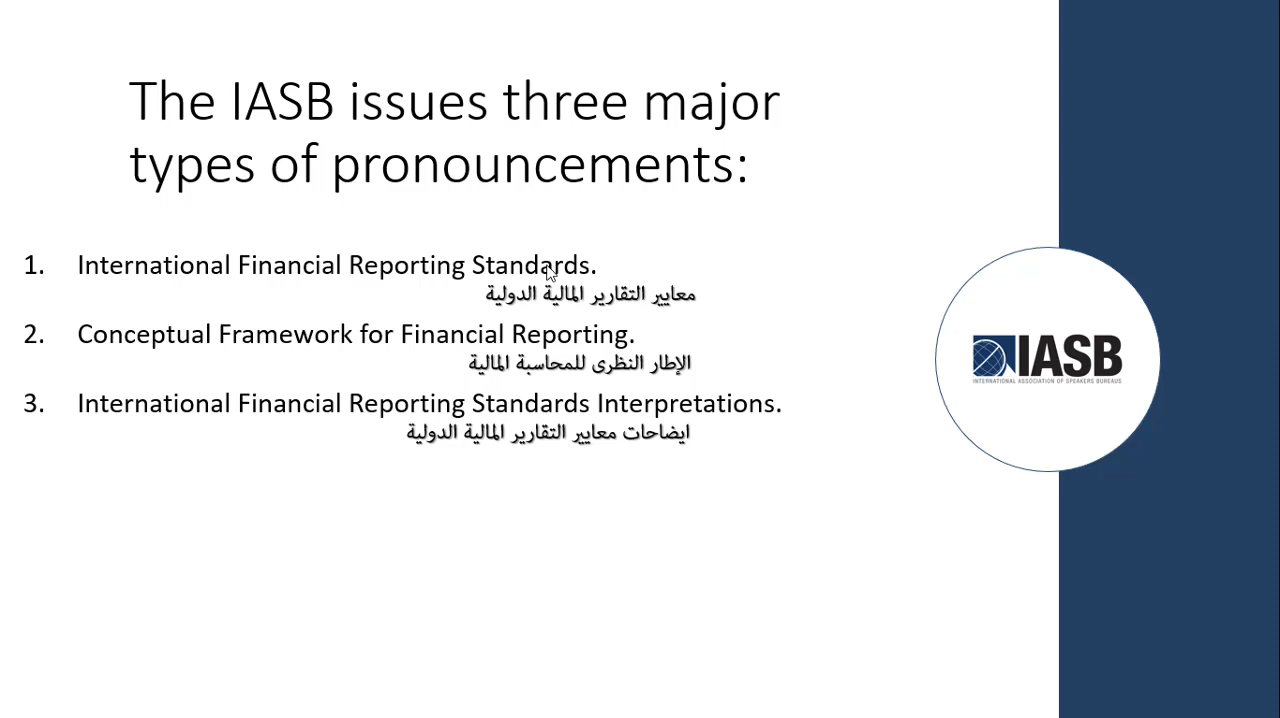 The IASB issues three major
types of pronouncements:
1. International Financial Reporting Standards.
معايير التقارير المالية الدولية
2. Conceptual Framework for Financial Reporting.
الإطار النظرى للمحاسبة المالية
3. International Financial Reporting Standards Interpretations.
ايضاحات معايير التقارير المالية الدولية
IASB
INTERNATIONAL ASSOCIATION OF SPEAKERS BUREAUS